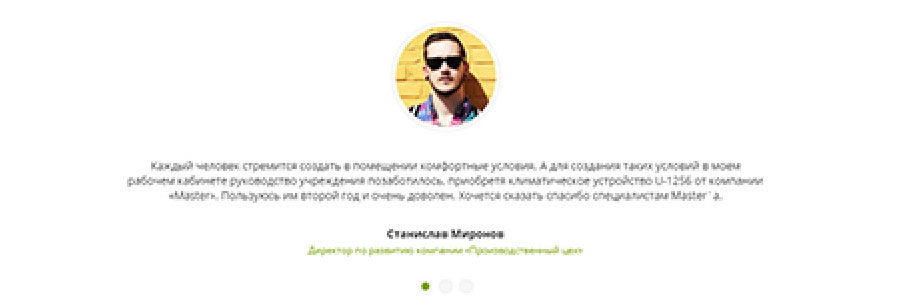 Каждый человек стремится создать в помещении комфортные условия. А для создания таких условий в моем
рабочем кабинете руководство учреждения позаботилось, приобретя климатическое устройство U-1256 от компании
«Master». Пользуюсь им второй год и очень доволен. Хочется сказать спасибо специалистам Master`а.
Станислав Миронов
Директор по развитию компании «Производственный цех»